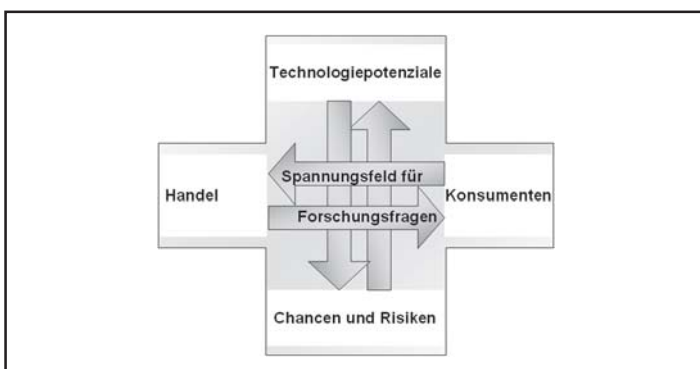 Technologiepotenziale
Spannungsfeld für
Handel
Konsumenten
Forschungsfragen
Chancen und Risiken